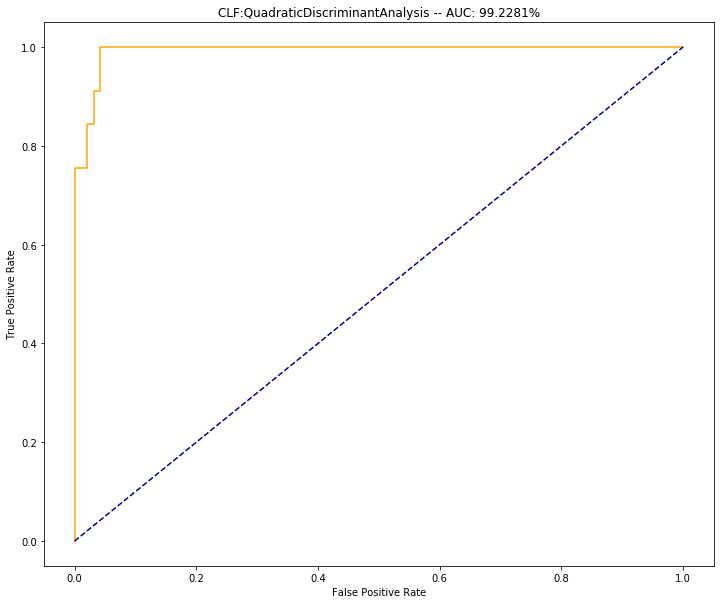 CLF:QuadraticDiscriminantAnalysis -- AUC: 99.2281%
1.0
0.8
0.6
0.4
0.2
0.0
True Positive Rate
0.0 0.2 0.4 0.6 0.8 1.0
False Positive Rate